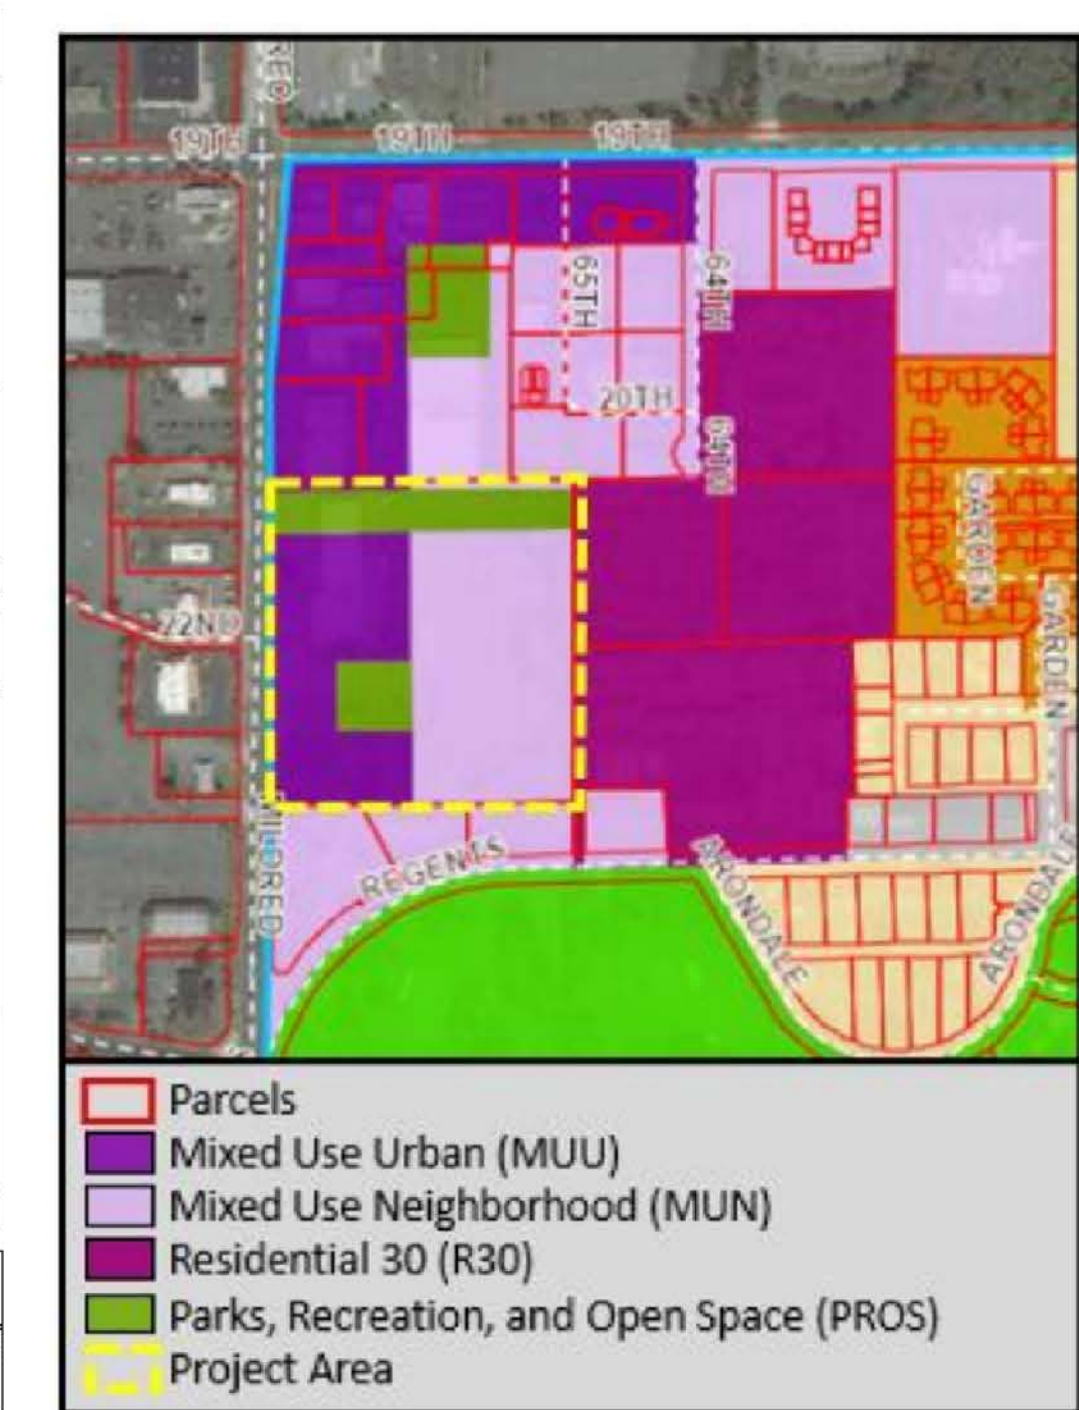 RED
19TH 19TH 19TH
65TH
64TH
20TH
64TH
GARDEN
GARDEN
22ND
MILDRED
REGENTS
ARONDALE
ARONDALE
Parcels
Mixed Use Urban (MUU)
Mixed Use Neighborhood (MUN)
Residential 30 (R30)
Parks, Recreation, and Open Space (PROS)
Project Area